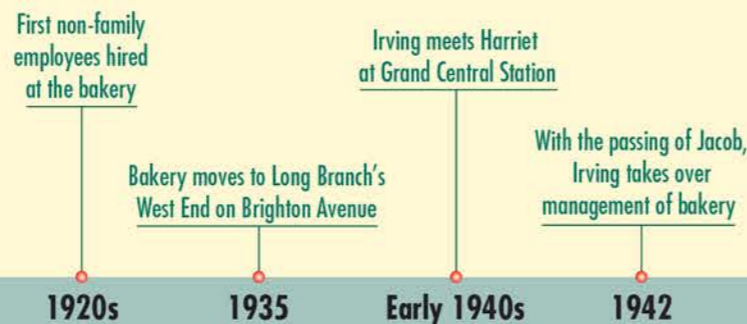 First non-family
employees hired
at the bakery
Bakery moves to Long Branch's
West End on Brighton Avenue
Irving meets Harriet
at Grand Central Station
With the passing of Jacob,
Irving takes over
management of bakery
1920s
1935
Early 1940s
1942